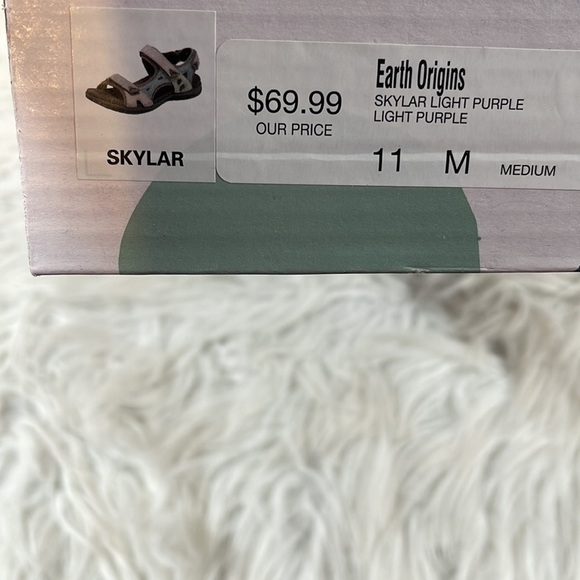 SKYLAR
$69.99
OUR PRICE
Earth Origins
SKYLAR LIGHT PURPLE
LIGHT PURPLE
11 M MEDIUM